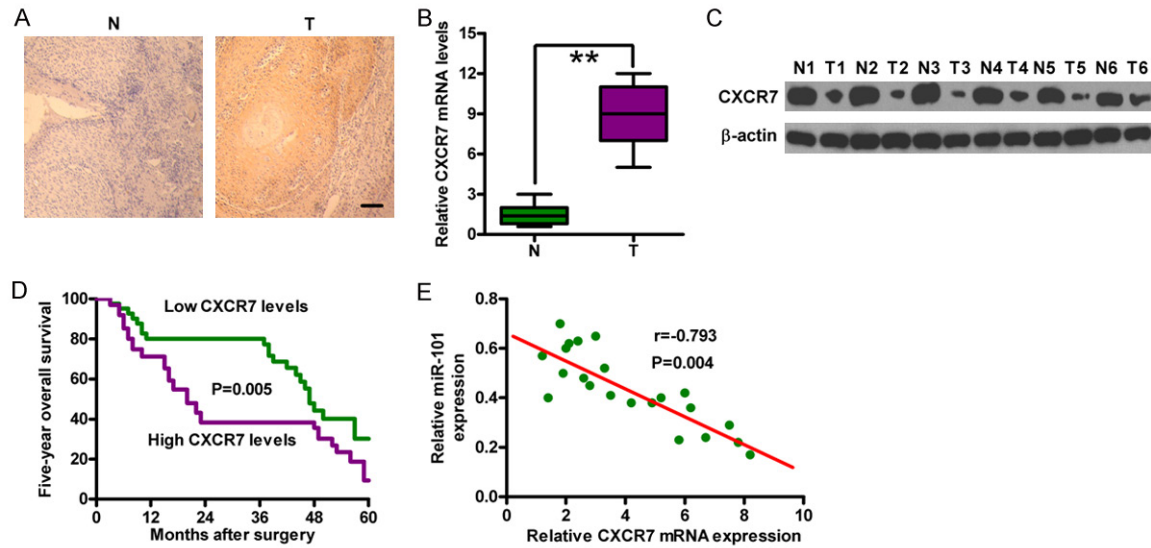 A
N
T
B
Relative CXCR7 mRNA levels
15
12
9
6
3
0
**
N
T
C
N1 T1 N2 T2 N3 T3 N4 T4 N5 T5 N6 T6
CXCR7
β-actin
D
Five-year overall survival
100
80
60
40
20
0
Low CXCR7 levels
P=0.005
High CXCR7 levels
0 12 24 36 48 60
Months after surgery
E
Relative miR-101
expression
0.8
0.6
0.4
0.2
0.0
r=-0.793
P=0.004
0 2 4 6 8 10
Relative CXCR7 mRNA expression